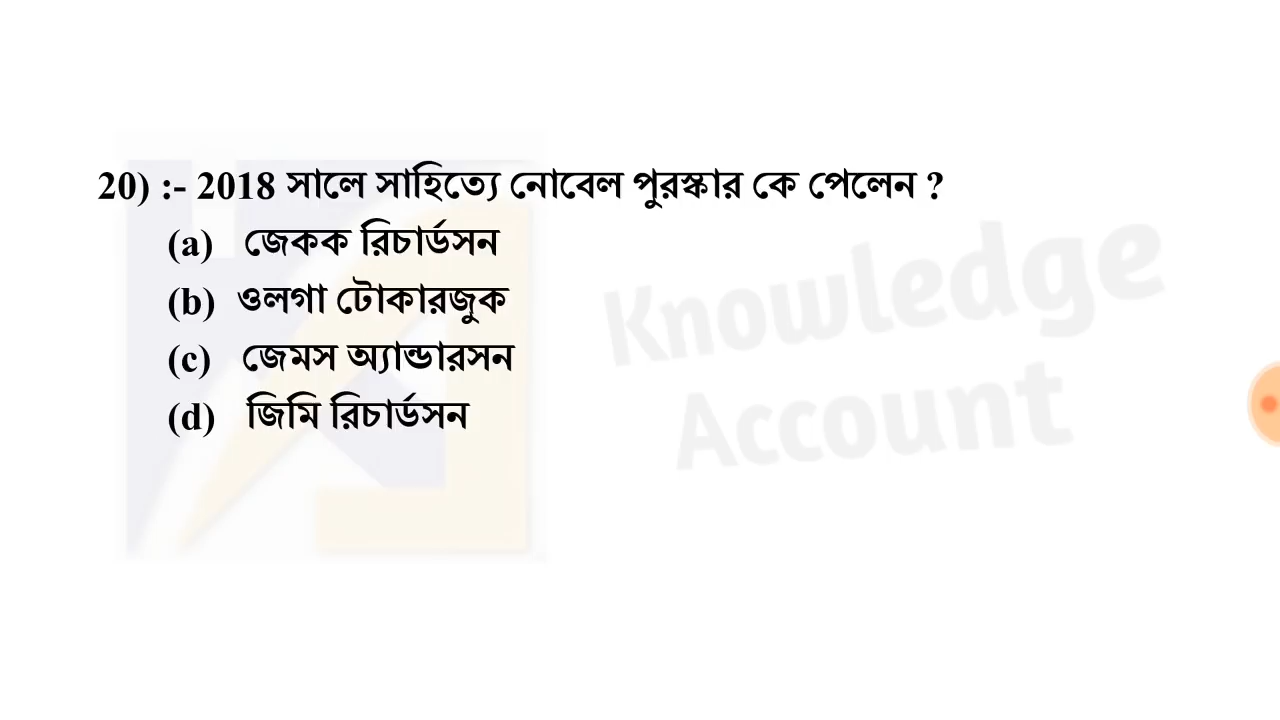 20) :- 2018 সালে সাহিত্যে নোবেল পুরস্কার কে পেলেন ?
(a) জেকক রিচার্ডসন
(b) ওলগা টোকারজুক
(c) জেমস অ্যান্ডারসন
(d) জিমি রিচার্ডসন
Knowledge
Account